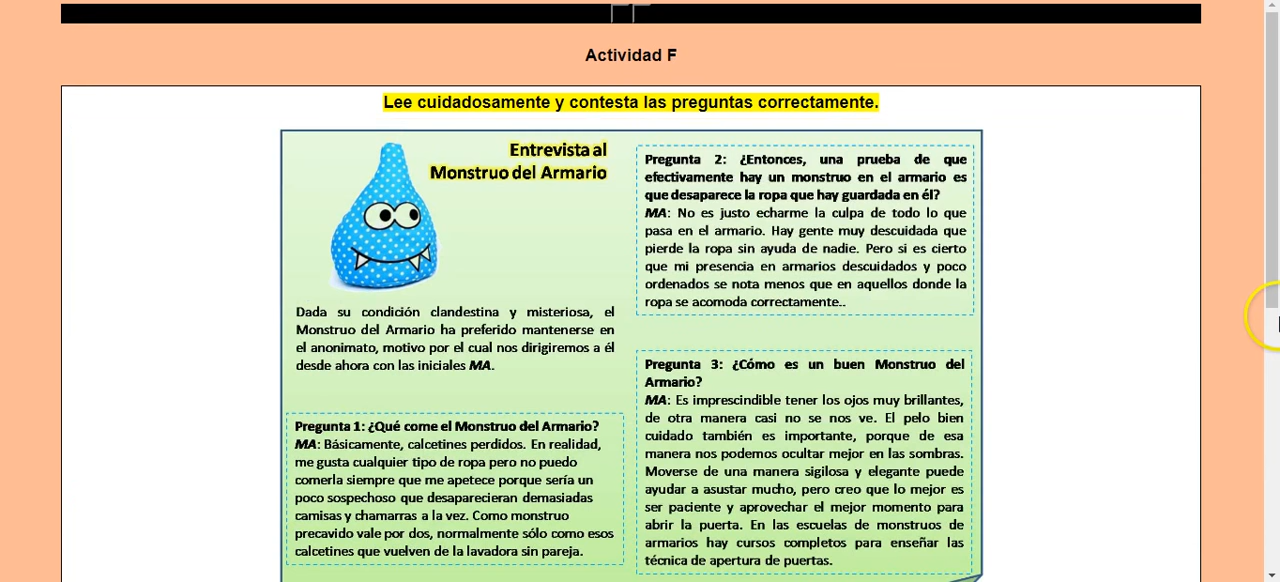 Actividad F
Lee cuidadosamente y contesta las preguntas correctamente.
Entrevista al
Monstruo del Armario
Dada su condición clandestina y misteriosa, el
Monstruo del Armario ha preferido mantenerse en
el anonimato, motivo por el cual nos dirigiremos a él
desde ahora con las iniciales MA.
Pregunta 1: ¿Qué come el Monstruo del Armario?
MA: Básicamente, calcetines perdidos. En realidad,
me gusta cualquier tipo de ropa pero no puedo
comerla siempre que me apetece porque sería un
poco sospechoso que desaparecieran demasiadas
camisas y chamarras a la vez. Como monstruo
precavido vale por dos, normalmente sólo como esos
calcetines que vuelven de la lavadora sin pareja.
Pregunta 2: ¿Entonces, una prueba de que
efectivamente hay un monstruo en el armario es
que desaparece la ropa que hay guardada en él?
MA: No es justo echarme la culpa de todo lo que
pasa en el armario. Hay gente muy descuidada que
pierde la ropa sin ayuda de nadie. Pero si es cierto
que mi presencia en armarios descuidados y poco
ordenados se nota menos que en aquellos donde la
ropa se acomoda correctamente..
Pregunta 3: ¿Cómo es un buen Monstruo del
Armario?
MA: Es imprescindible tener los ojos muy brillantes,
de otra manera casi no se nos ve. El pelo bien
cuidado también es importante, porque de esa
manera nos podemos ocultar mejor en las sombras.
Moverse de una manera sigilosa y elegante puede
ayudar a asustar mucho, pero creo que lo mejor es
ser paciente y aprovechar el mejor momento para
abrir la puerta. En las escuelas de monstruos de
armarios hay cursos completos para enseñar las
técnica de apertura de puertas.